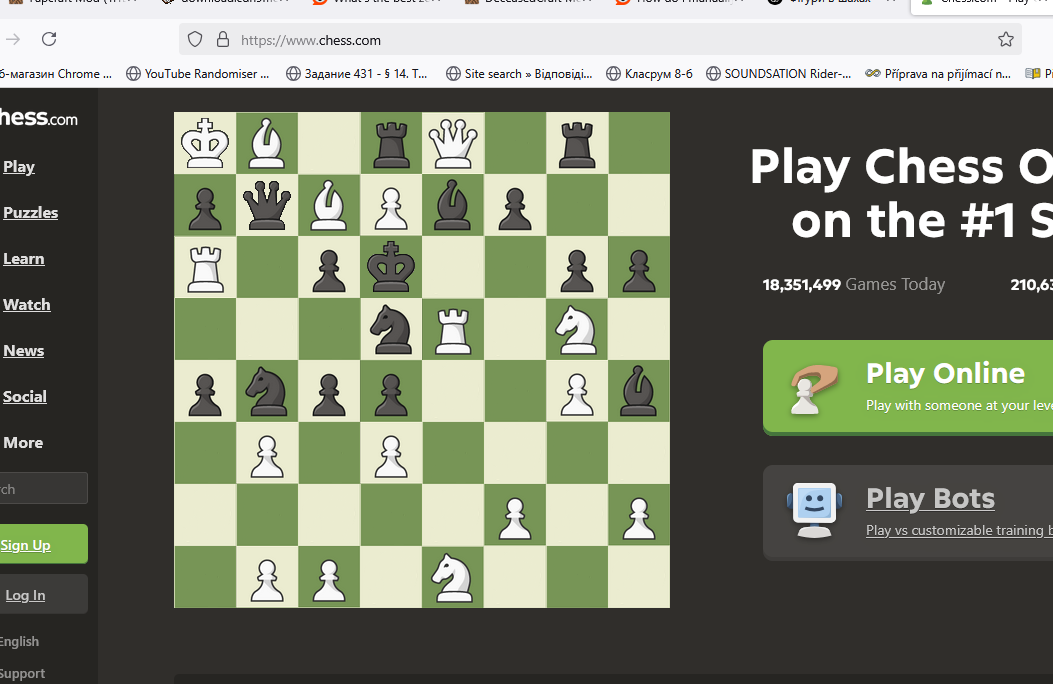 https://www.chess.com
б-магазин Chrome ... YouTube Randomiser ... Задание 431 - § 14. Т... Site search » Відповіді... Класрум 8-б SOUNDSATION Rider-... Příprava na přijímací n...
hess.com
Play
Puzzles
Learn
Watch
News
Social
More
rch
Sign Up
Log In
English
Support
Play Chess O
on the #1 S
18,351,499 Games Today 210,63
Play Online
Play with someone at your leve
Play Bots
Play vs customizable training b